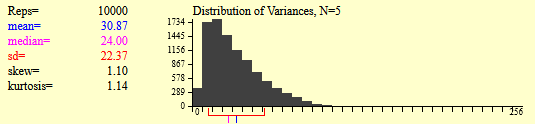 Reps= 10000
mean= 30.87
median= 24.00
sd= 22.37
skew= 1.10
kurtosis= 1.14
Distribution of Variances, N=5
1734
1445
1156
867
578
289
0
0 256